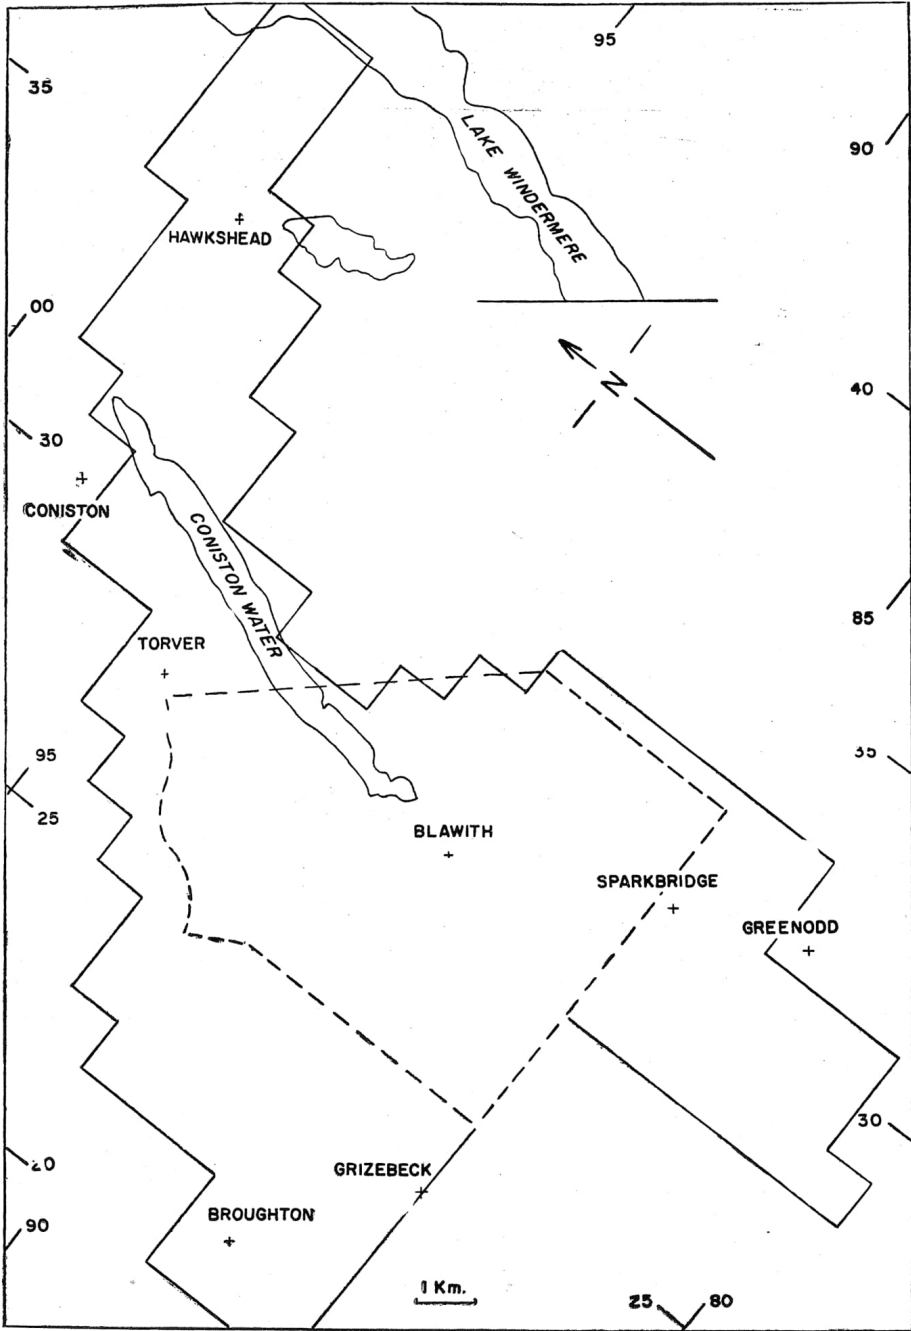 95
35
90
LAKE WINDERMERE
HAWKSHEAD
00
N
40
30
CONISTON
CONISTON WATER
85
TORVER
95
35
25
BLAWITH
SPARKBRIDGE
GREENODD
30
20
GRIZEBECK
BROUGHTON
90
1 Km.
25
80